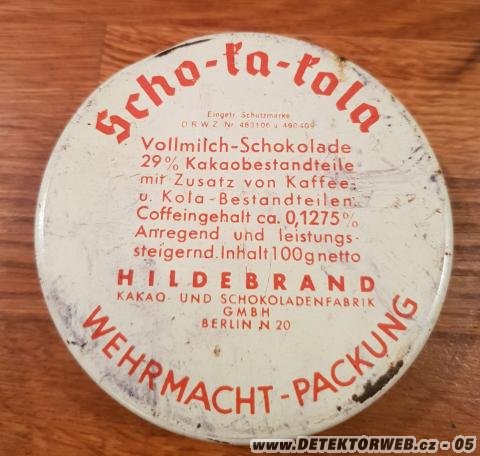 Scho-ka-kola
Eingetr. Schutzmarke
D.R.W.Z. Nr. 483106 u. 490409
Vollmilch-Schokolade
29% Kakaobestandteile
mit Zusatz von Kaffee-
u. Kola-Bestandteilen.
Coffeingehalt ca. 0,1275%
Anregend und leistungs-
steigernd. Inhalt 100g netto
HILDEBRAND
KAKAO- UND SCHOKOLADENFABRIK
GMBH
BERLIN N 20
WEHRMACHT-PACKUNG
www.DETEKTORWEB.cz - 05